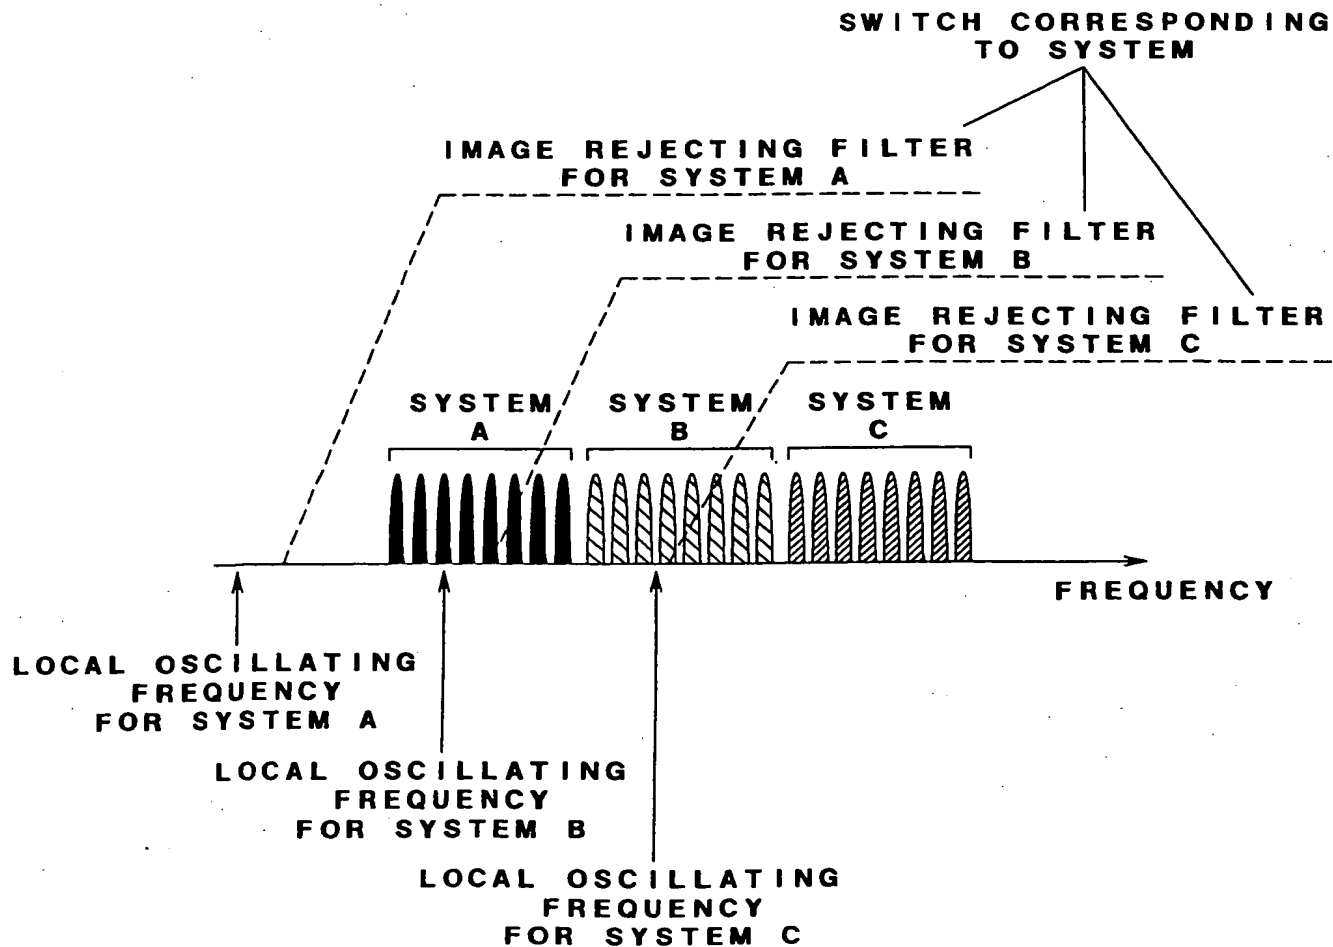 SWITCH CORRESPONDING
TO SYSTEM
IMAGE REJECTING FILTER
FOR SYSTEM A
IMAGE REJECTING FILTER
FOR SYSTEM B
IMAGE REJECTING FILTER
FOR SYSTEM C
SYSTEM
A
SYSTEM
B
SYSTEM
C
FREQUENCY
LOCAL OSCILLATING
FREQUENCY
FOR SYSTEM A
LOCAL OSCILLATING
FREQUENCY
FOR SYSTEM B
LOCAL OSCILLATING
FREQUENCY
FOR SYSTEM C